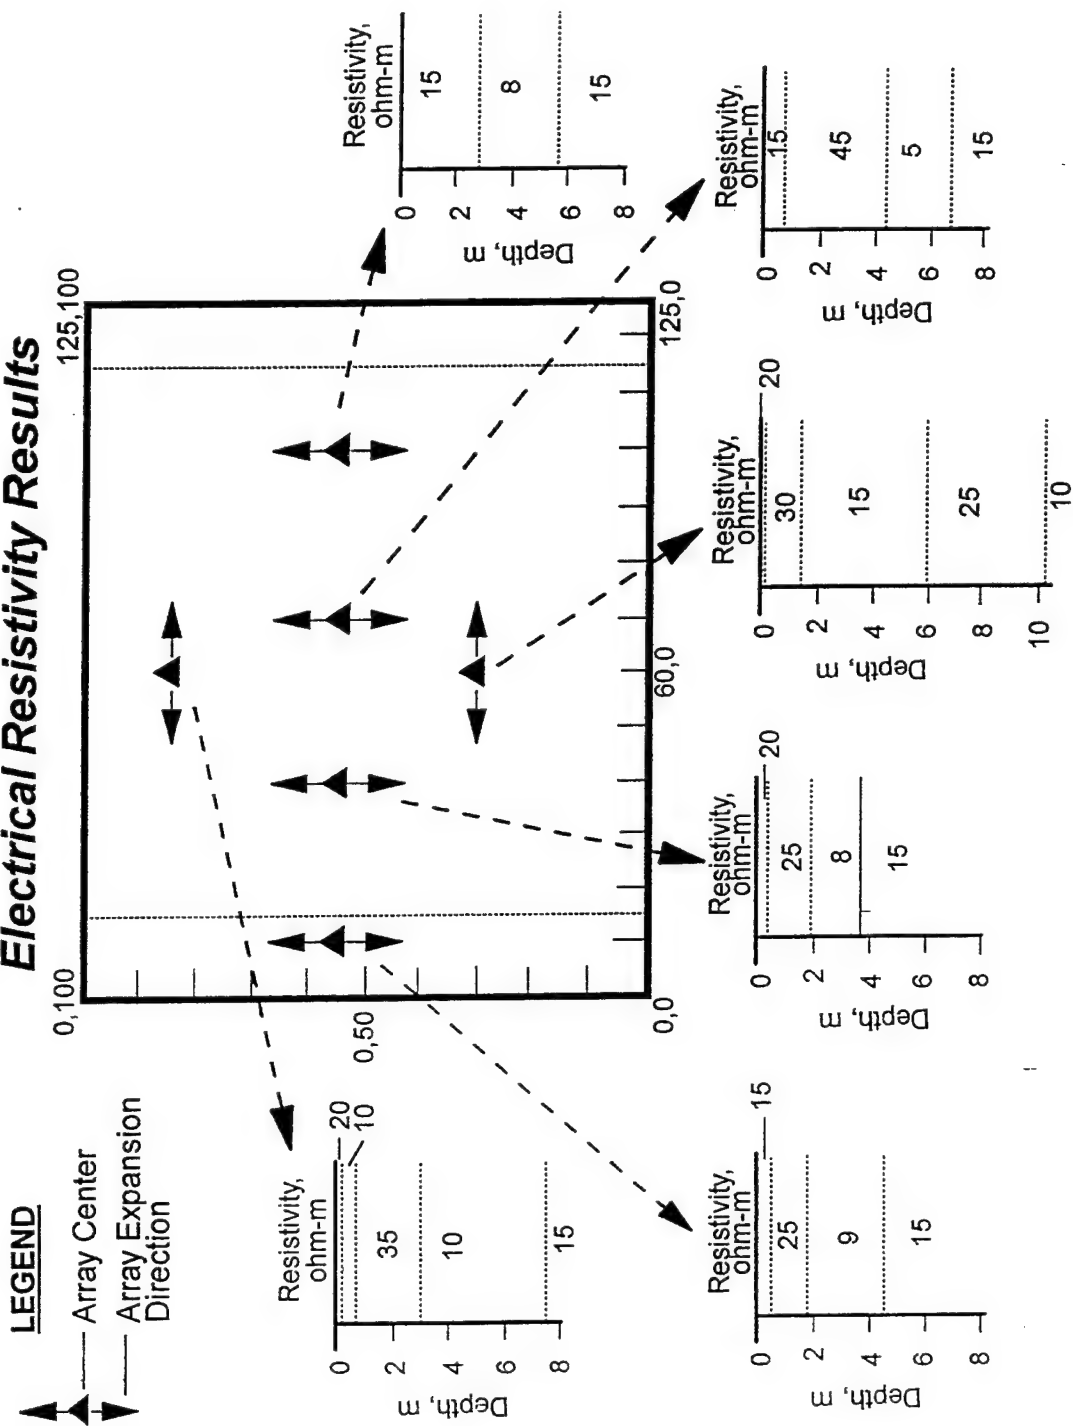 Electrical Resistivity Results
LEGEND
Array Center
Array Expansion
Direction
0,100
125,100
0,50
0,0
60,0
125,0
Resistivity,
ohm-m
20
10
35
10
15
0
2
4
6
8
Depth, m
Resistivity,
ohm-m
15
8
15
0
2
4
6
8
Depth, m
Resistivity,
ohm-m
15
25
9
15
0
2
4
6
8
Depth, m
Resistivity,
ohm-m
20
25
8
15
0
2
4
6
8
Depth, m
Resistivity,
ohm-m
20
30
15
25
10
0
2
4
6
8
10
Depth, m
Resistivity,
ohm-m
15
45
5
15
0
2
4
6
8
Depth, m